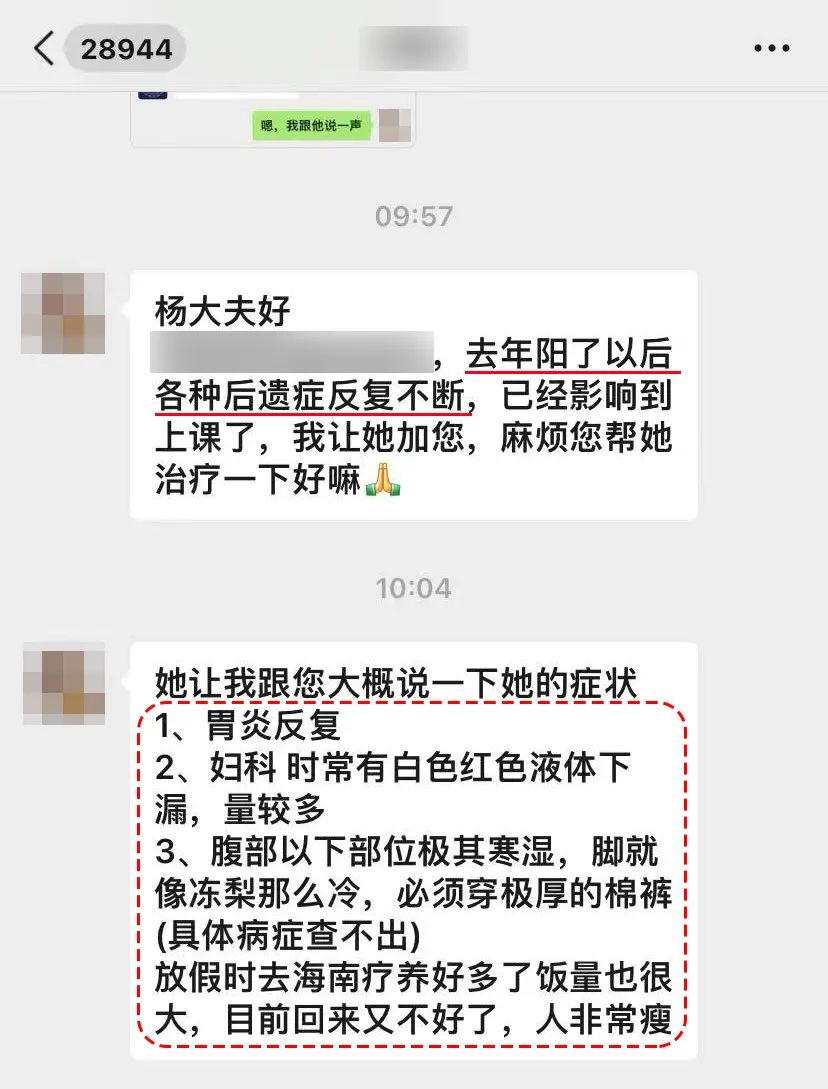 28944
嗯，我跟他说一声
09:57
杨大夫好
，去年阳了以后
各种后遗症反复不断，已经影响到
上课了，我让她加您，麻烦您帮她
治疗一下好嘛🙏
10:04
她让我跟您大概说一下她的症状
1、胃炎反复
2、妇科 时常有白色红色液体下
漏，量较多
3、腹部以下部位极其寒湿，脚就
像冻梨那么冷，必须穿极厚的棉裤
(具体病症查不出)
放假时去海南疗养好多了饭量也很
大，目前回来又不好了，人非常瘦